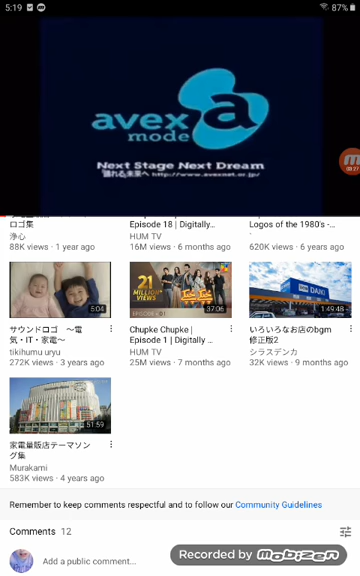 5:19
87%
avex
mode
Next Stage Next Dream
http://www.avexnet.or.jp/
ロゴ集
浄心
88K views · 1 year ago
Episode 18 | Digitally...
HUM TV
16M views · 6 months ago
Logos of the 1980's -...
620K views · 6 years ago
5:04
サウンドロゴ ～電
気・IT・家電～
tikihumu uryu
272K views · 3 years ago
21
MILLION+
VIEWS
EPISODE - 01
37:06
Chupke Chupke |
Episode 1 | Digitally ...
HUM TV
25M views · 7 months ago
1:49:48
いろいろなお店のbgm
修正版2
シラスデンカ
32K views · 9 months ago
51:59
家電量販店テーマソン
グ集
Murakami
583K views · 4 years ago
Remember to keep comments respectful and to follow our Community Guidelines
Comments 12
Add a public comment...
Recorded by mobizen